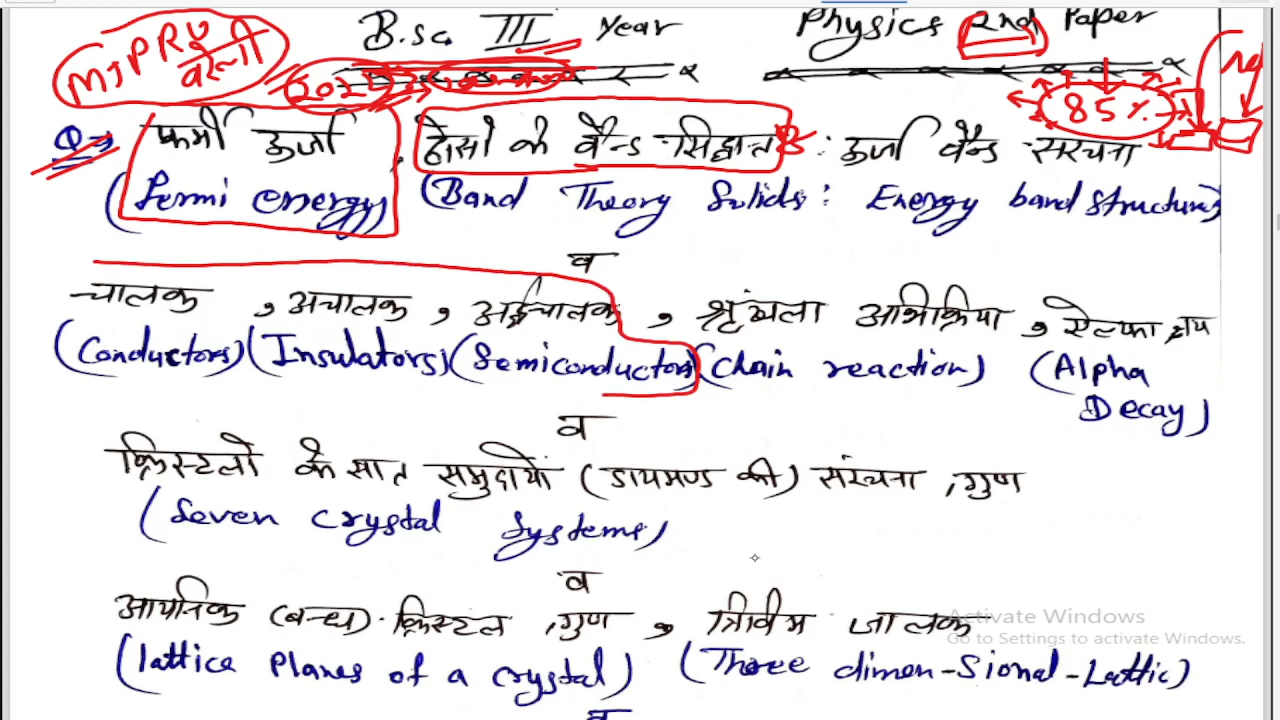 B.Sc. III Year Physics 2nd Paper
MJPRU बरेली
85%
Q→ फर्मी ऊर्जा, ठोसों के बैन्ड सिद्धान्त : ऊर्जा बैन्ड संरचना
(Fermi energy) (Band Theory Solids: Energy band structure)
व
चालक, अचालक, अर्द्धचालक, श्रृंखला अभिक्रिया, ऐल्फा क्षय
(Conductors) (Insulators) (Semiconductors) (Chain reaction) (Alpha
Decay)
व
क्रिस्टलों के सात समुदायों (डायमण्ड की) संरचना, गुण
(Seven crystal Systems)
व
आयनिक (बन्ध) क्रिस्टल, गुण, त्रिविम जालक
(lattice Planes of a crystal) (Three dimen-Sional-Lattic)
व
Activate Windows
Go to Settings to activate Windows.